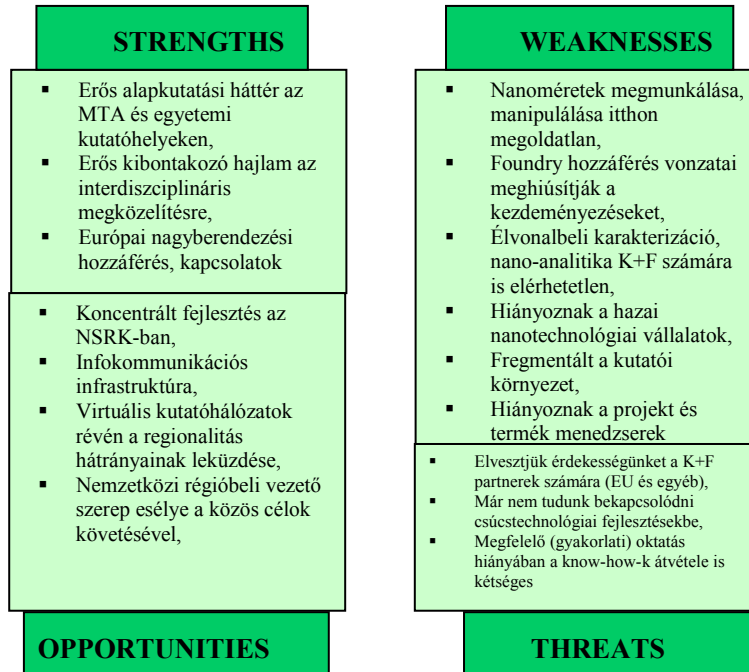 STRENGTHS
▪ Erős alapkutatási háttér az
MTA és egyetemi
kutatóhelyeken,
▪ Erős kibontakozó hajlam az
interdiszciplináris
megközelítésre,
▪ Európai nagyberendezési
hozzáférés, kapcsolatok
▪ Koncentrált fejlesztés az
NSRK-ban,
▪ Infokommunikációs
infrastruktúra,
▪ Virtuális kutatóhálózatok
révén a regionalitás
hátrányainak leküzdése,
▪ Nemzetközi régióbeli vezető
szerep esélye a közös célok
követésével,
OPPORTUNITIES
WEAKNESSES
▪ Nanoméretek megmunkálása,
manipulálása itthon
megoldatlan,
▪ Foundry hozzáférés vonzatai
meghiúsítják a
kezdeményezéseket,
▪ Élvonalbeli karakterizáció,
nano-analitika K+F számára
is elérhetetlen,
▪ Hiányoznak a hazai
nanotechnológiai vállalatok,
▪ Fregmentált a kutatói
környezet,
▪ Hiányoznak a projekt és
termék menedzserek
▪ Elvesztjük érdekességünket a K+F
partnerek számára (EU és egyéb),
▪ Már nem tudunk bekapcsolódni
csúcstechnológiai fejlesztésekbe,
▪ Megfelelő (gyakorlati) oktatás
hiányában a know-how-k átvétele is
kétséges
THREATS